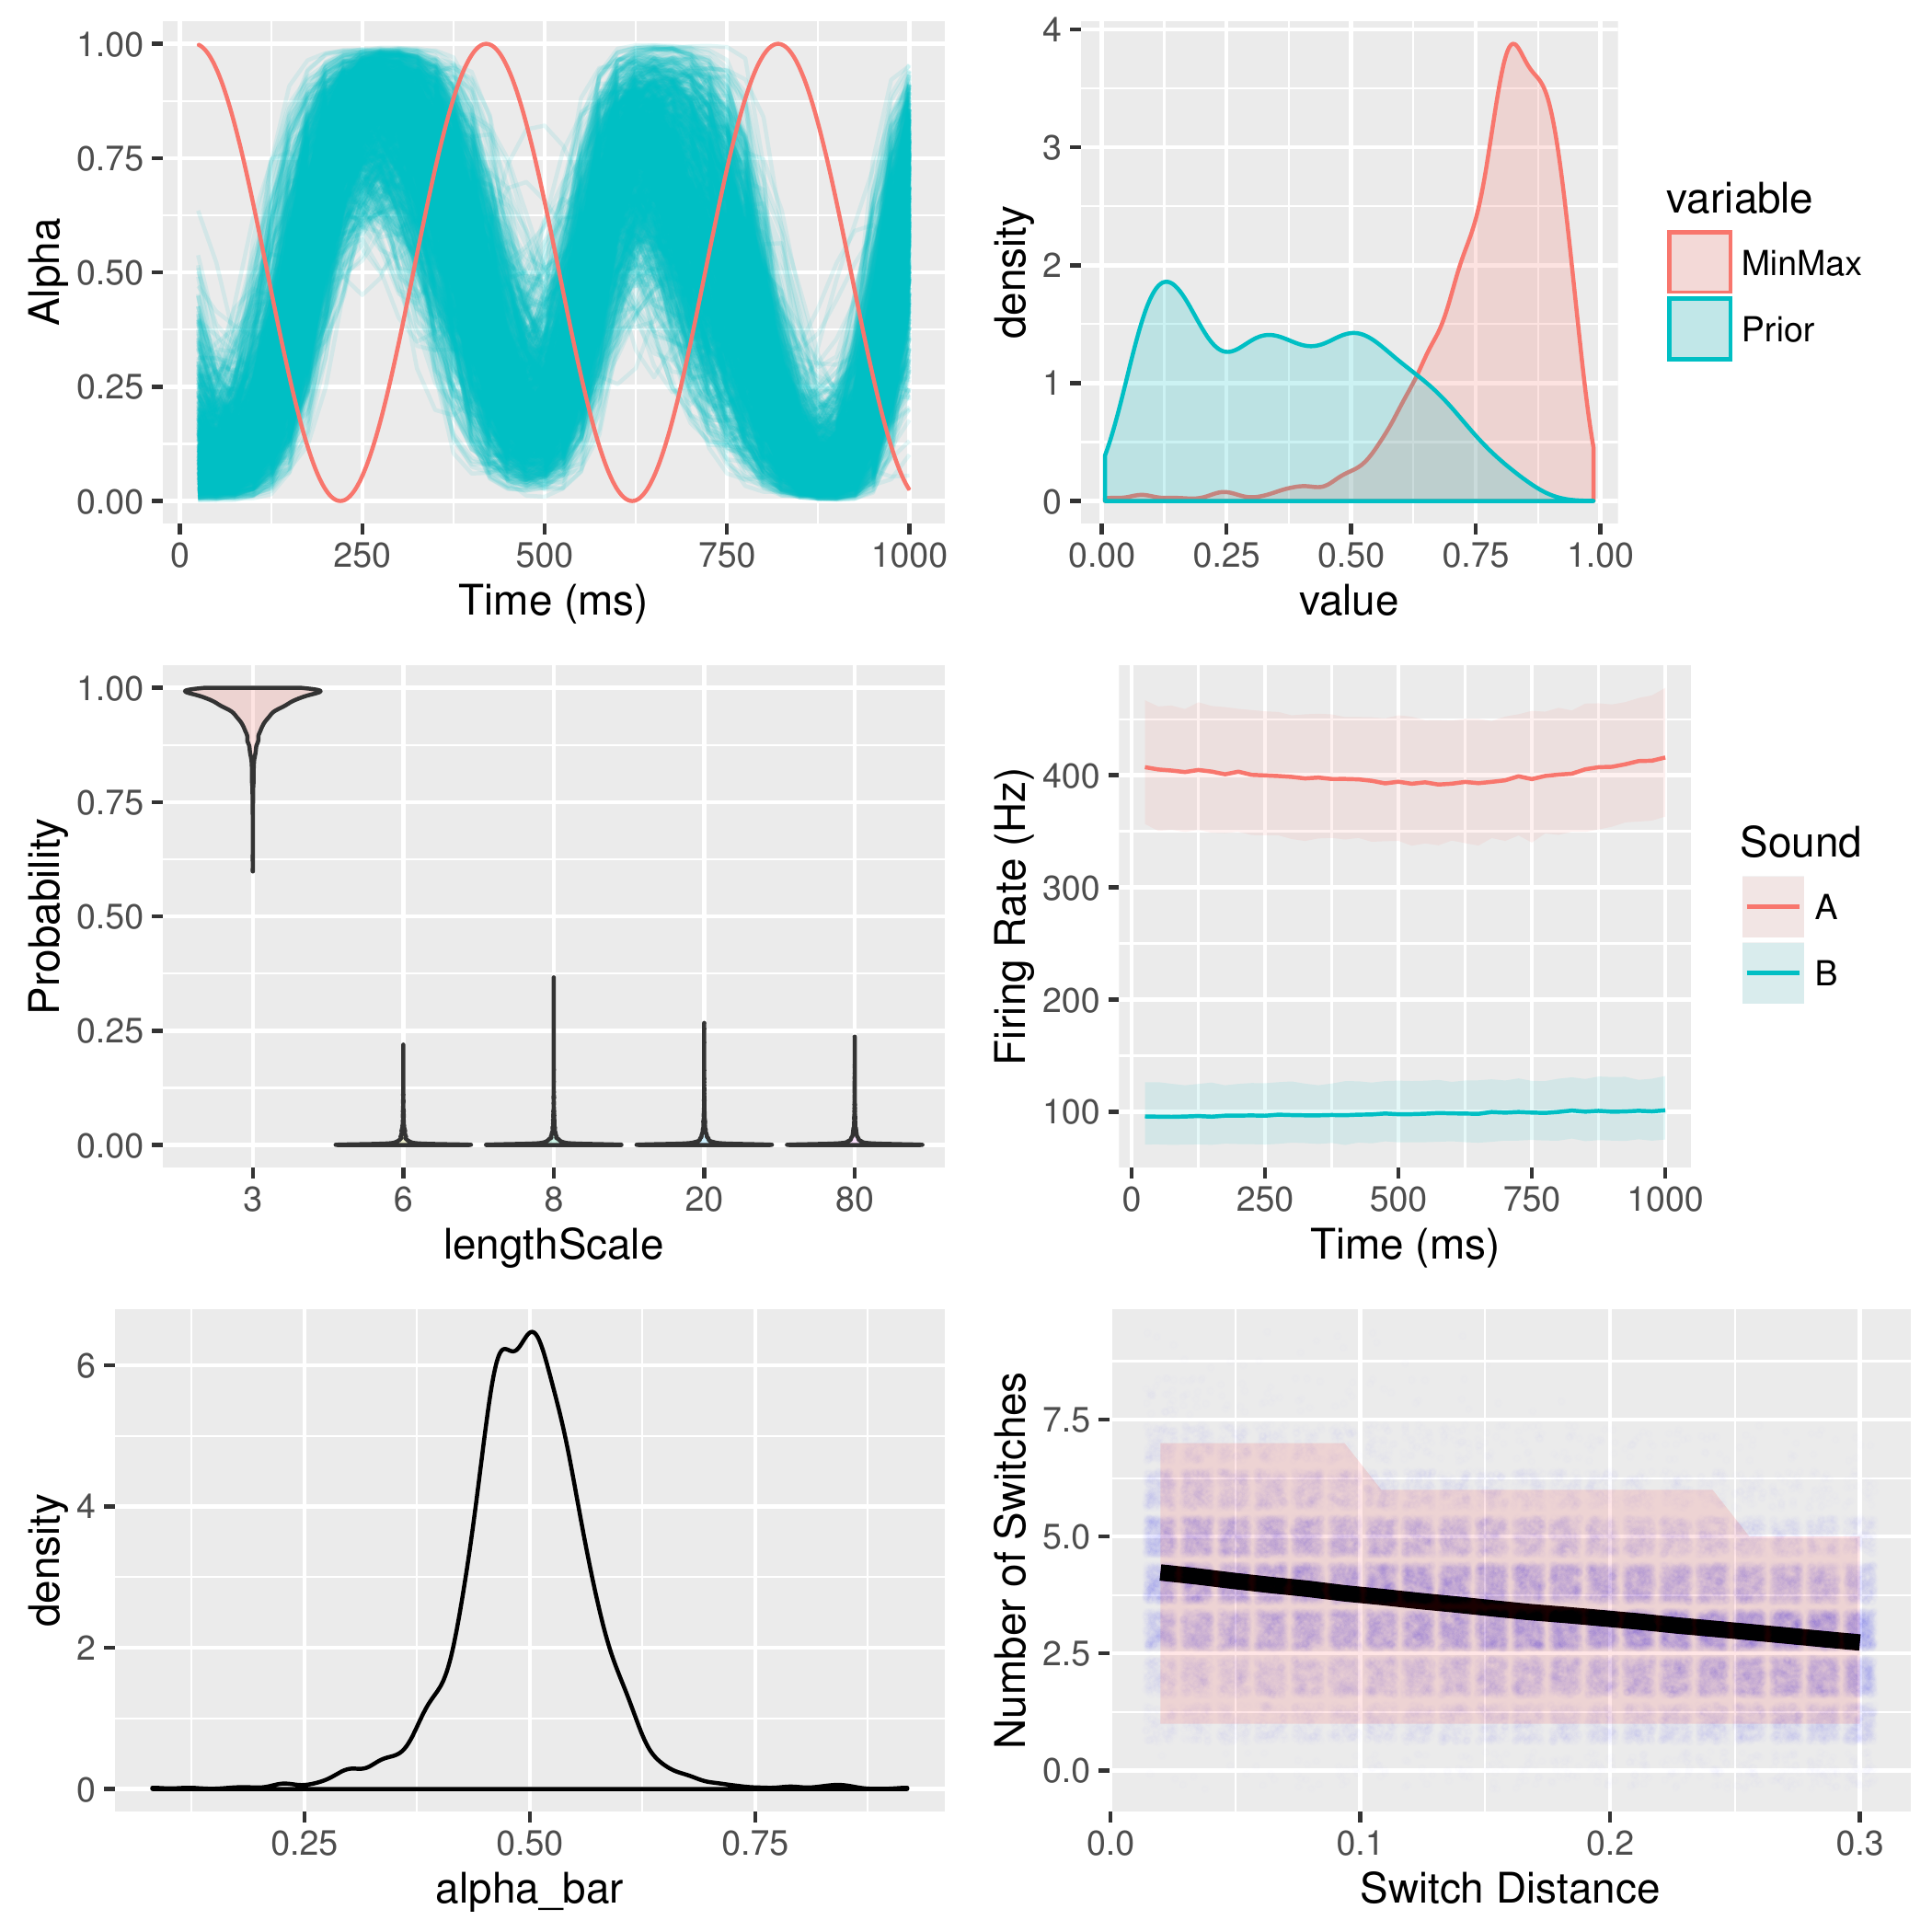 1.00
0.75
0.50
0.25
0.00
Alpha
0 250 500 750 1000
Time (ms)
4
3
2
1
0
density
0.00 0.25 0.50 0.75 1.00
value
variable
MinMax
Prior
1.00
0.75
0.50
0.25
0.00
Probability
3 6 8 20 80
lengthScale
400
300
200
100
Firing Rate (Hz)
0 250 500 750 1000
Time (ms)
Sound
A
B
6
4
2
0
density
0.25 0.50 0.75
alpha_bar
7.5
5.0
2.5
0.0
Number of Switches
0.0 0.1 0.2 0.3
Switch Distance